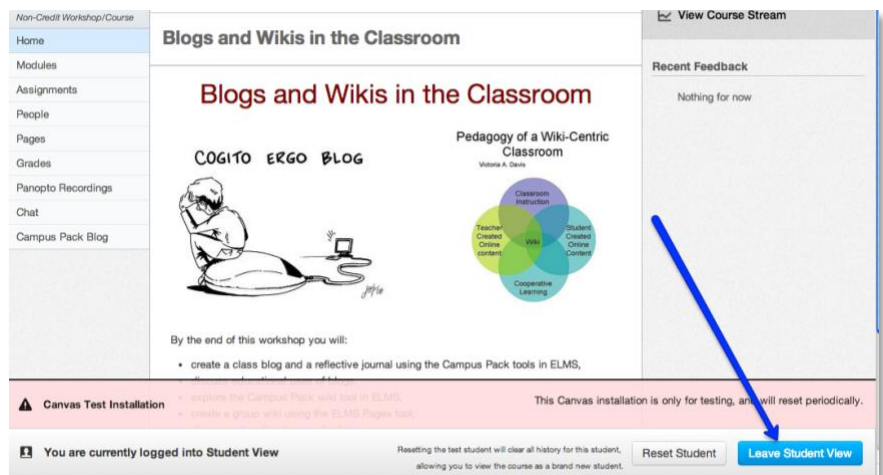 Non-Credit Workshop/Course
Home
Modules
Assignments
People
Pages
Grades
Panopto Recordings
Chat
Campus Pack Blog
Blogs and Wikis in the Classroom
Blogs and Wikis in the Classroom
COGITO ERGO BLOG
Pedagogy of a Wiki-Centric
Classroom
Victoria A. Davis
Classroom
Instruction
Teacher
Created
Online
content
Wiki
Student
Created
Online
Content
Cooperative
Learning
By the end of this workshop you will:
• create a class blog and a reflective journal using the Campus Pack tools in ELMS,
• explore the Campus Pack wiki tool in ELMS,
• create a group wiki using the ELMS Pages tool,
View Course Stream
Recent Feedback
Nothing for now
Canvas Test Installation
This Canvas installation is only for testing, and will reset periodically.
You are currently logged into Student View
Resetting the test student will clear all history for this student,
allowing you to view the course as a brand new student.
Reset Student
Leave Student View